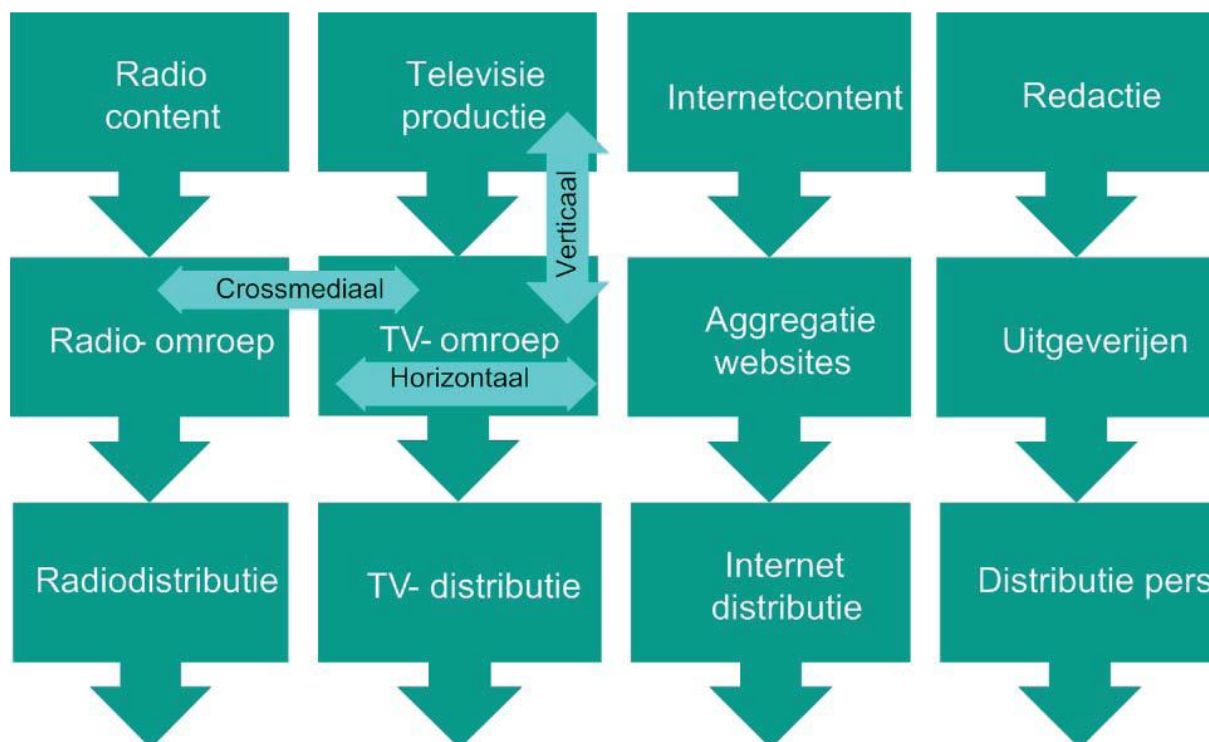 Radio
content
Televisie
productie
Internetcontent
Redactie
Verticaal
Crossmediaal
Radio- omroep
TV- omroep
Horizontaal
Aggregatie
websites
Uitgeverijen
Radiodistributie
TV- distributie
Internet
distributie
Distributie pers